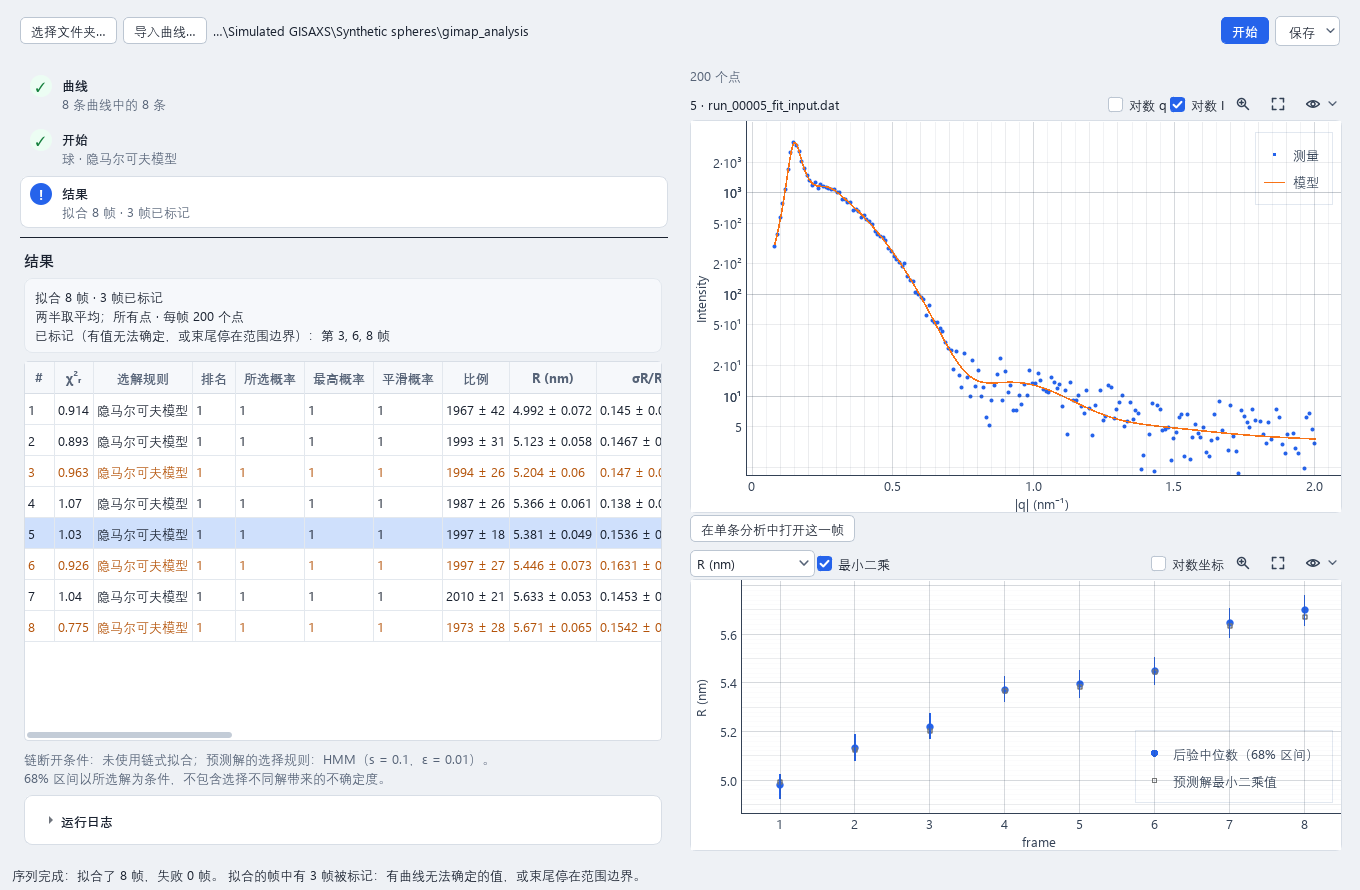 选择文件夹...
导入曲线...
...\Simulated GISAXS\Synthetic spheres\gimap_analysis
开始
保存
曲线
8 条曲线中的 8 条
开始
球 · 隐马尔可夫模型
结果
拟合 8 帧 · 3 帧已标记
结果
拟合 8 帧 · 3 帧已标记
两半取平均；所有点 · 每帧 200 个点
已标记（有值无法确定，或束尾停在范围边界）：第 3, 6, 8 帧
# χ²ᵣ 选解规则 排名 所选概率 最高概率 平滑概率 比例 R (nm) σR/R
1 0.914 隐马尔可夫模型 1 1 1 1 1967 ± 42 4.992 ± 0.072 0.145 ± 0.0
2 0.893 隐马尔可夫模型 1 1 1 1 1993 ± 31 5.123 ± 0.058 0.1467 ± 0
3 0.963 隐马尔可夫模型 1 1 1 1 1994 ± 26 5.204 ± 0.06 0.147 ± 0.0
4 1.07 隐马尔可夫模型 1 1 1 1 1987 ± 26 5.366 ± 0.061 0.138 ± 0.0
5 1.03 隐马尔可夫模型 1 1 1 1 1997 ± 18 5.381 ± 0.049 0.1536 ± 0
6 0.926 隐马尔可夫模型 1 1 1 1 1997 ± 27 5.446 ± 0.073 0.1631 ± 0
7 1.04 隐马尔可夫模型 1 1 1 1 2010 ± 21 5.633 ± 0.053 0.1453 ± 0
8 0.775 隐马尔可夫模型 1 1 1 1 1973 ± 28 5.671 ± 0.065 0.1542 ± 0
链断开条件：未使用链式拟合；预测解的选择规则：HMM（s = 0.1，ε = 0.01）。
68% 区间以所选解为条件，不包含选择不同解带来的不确定度。
运行日志
序列完成：拟合了 8 帧，失败 0 帧。 拟合的帧中有 3 帧被标记：有曲线无法确定的值，或束尾停在范围边界。
200 个点
5 · run_00005_fit_input.dat
对数 q
对数 I
测量
模型
2·10³
10³
5·10²
2·10²
10²
5·10¹
2·10¹
10¹
5
Intensity
0 0.5 1.0 1.5 2.0
|q| (nm⁻¹)
在单条分析中打开这一帧
R (nm)
最小二乘
对数坐标
5.6
5.4
5.2
5.0
R (nm)
后验中位数（68% 区间）
预测解最小二乘值
1 2 3 4 5 6 7 8
frame